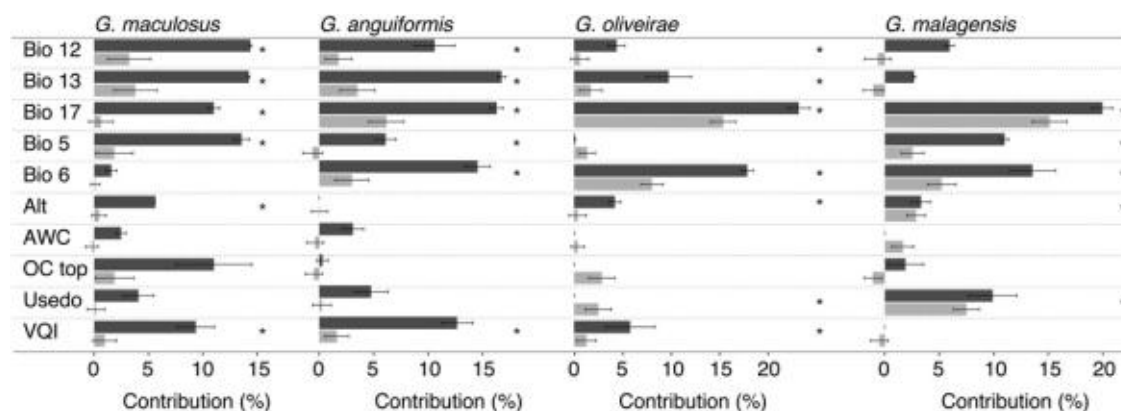 G. maculosus G. anguiformis G. oliveirae G. malagensis
Bio 12 * * *
Bio 13 * * *
Bio 17 * * *
Bio 5 * *
Bio 6 * *
Alt * *
AWC
OC top
Usedo *
VQI * * *
0 5 10 15 0 5 10 15 0 5 10 15 20 0 5 10 15 20
Contribution (%) Contribution (%) Contribution (%) Contribution (%)